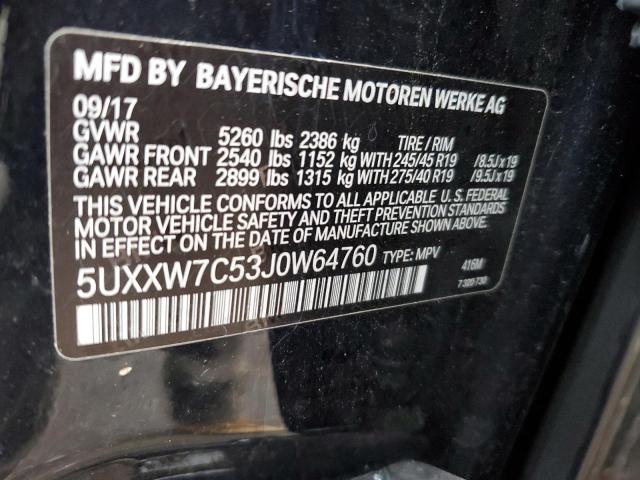 MFD BY BAYERISCHE MOTOREN WERKE AG
09/17
GVWR 5260 lbs 2386 kg TIRE / RIM
GAWR FRONT 2540 lbs 1152 kg WITH 245/45 R19 / 8.5J x 19
GAWR REAR 2899 lbs 1315 kg WITH 275/40 R19 / 9.5J x 19
THIS VEHICLE CONFORMS TO ALL APPLICABLE U. S. FEDERAL
MOTOR VEHICLE SAFETY AND THEFT PREVENTION STANDARDS
IN EFFECT ON THE DATE OF MANUFACTURE SHOWN ABOVE.
5UXXW7C53J0W64760 TYPE: MPV 416M
7 320 730